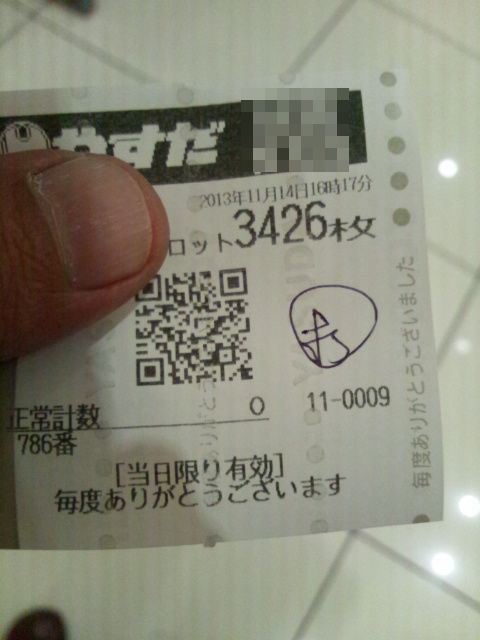 やすだ
2013年11月14日16時17分
ロット3426枚
正常計数 0 11-0009
786番
[当日限り有効]
毎度ありがとうございます
毎度ありがとうございました